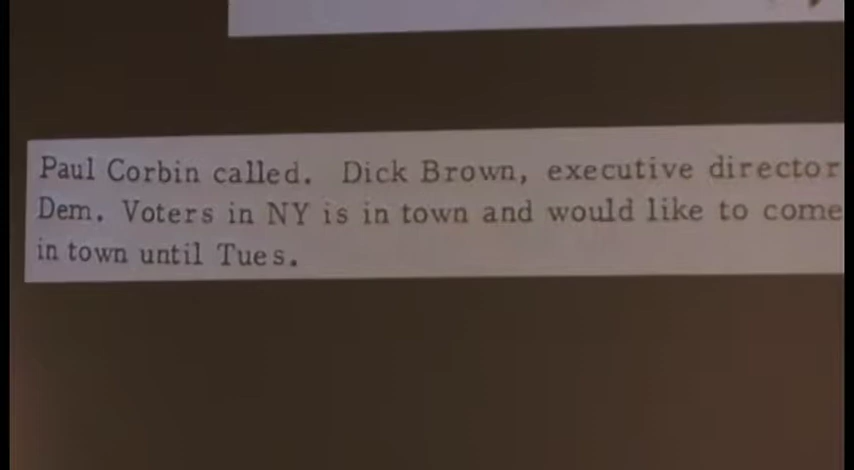 Paul Corbin called. Dick Brown, executive director
Dem. Voters in NY is in town and would like to come
in town until Tues.